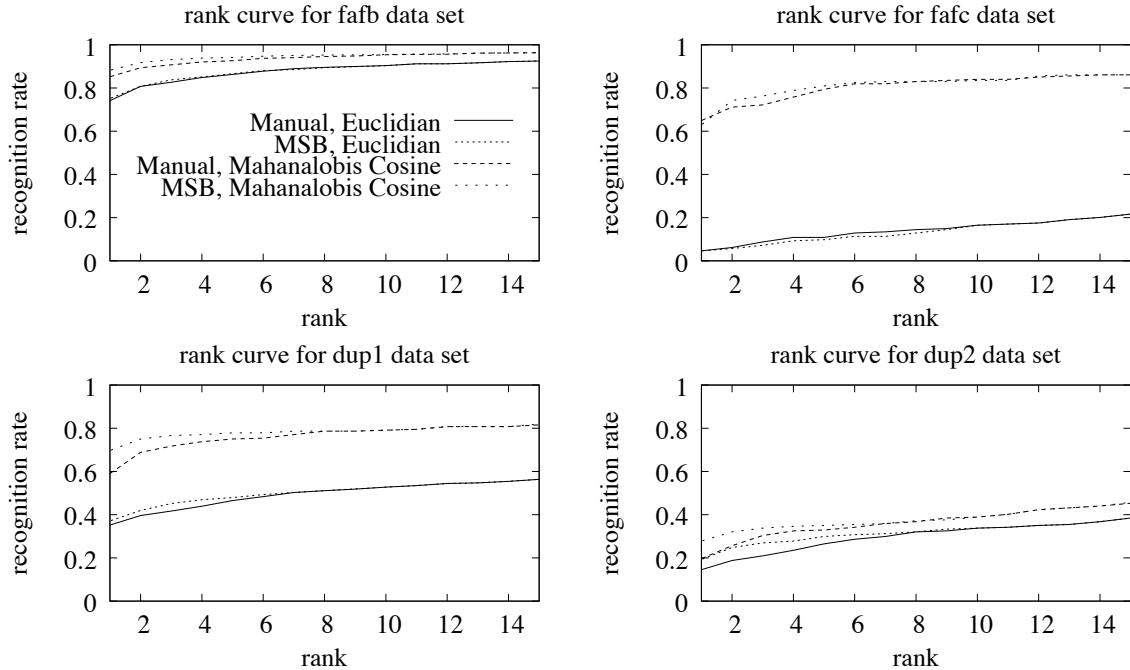 rank curve for fafb data set
1
0.8
0.6
0.4
0.2
0
recognition rate
Manual, Euclidian
MSB, Euclidian
Manual, Mahanalobis Cosine
MSB, Mahanalobis Cosine
2 4 6 8 10 12 14
rank
rank curve for fafc data set
1
0.8
0.6
0.4
0.2
0
recognition rate
2 4 6 8 10 12 14
rank
rank curve for dup1 data set
1
0.8
0.6
0.4
0.2
0
recognition rate
2 4 6 8 10 12 14
rank
rank curve for dup2 data set
1
0.8
0.6
0.4
0.2
0
recognition rate
2 4 6 8 10 12 14
rank